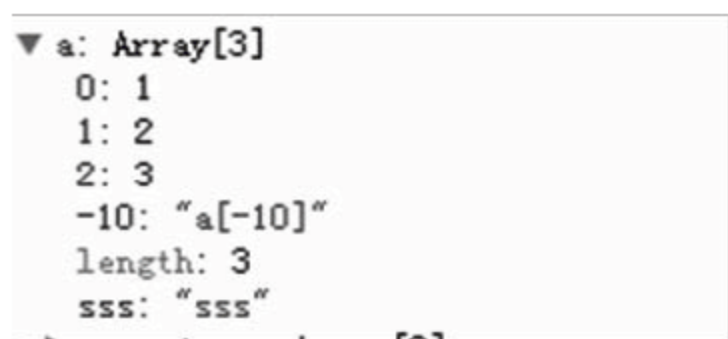 ▼ a: Array[3]
0: 1
1: 2
2: 3
-10: "a[-10]"
length: 3
sss: "sss"